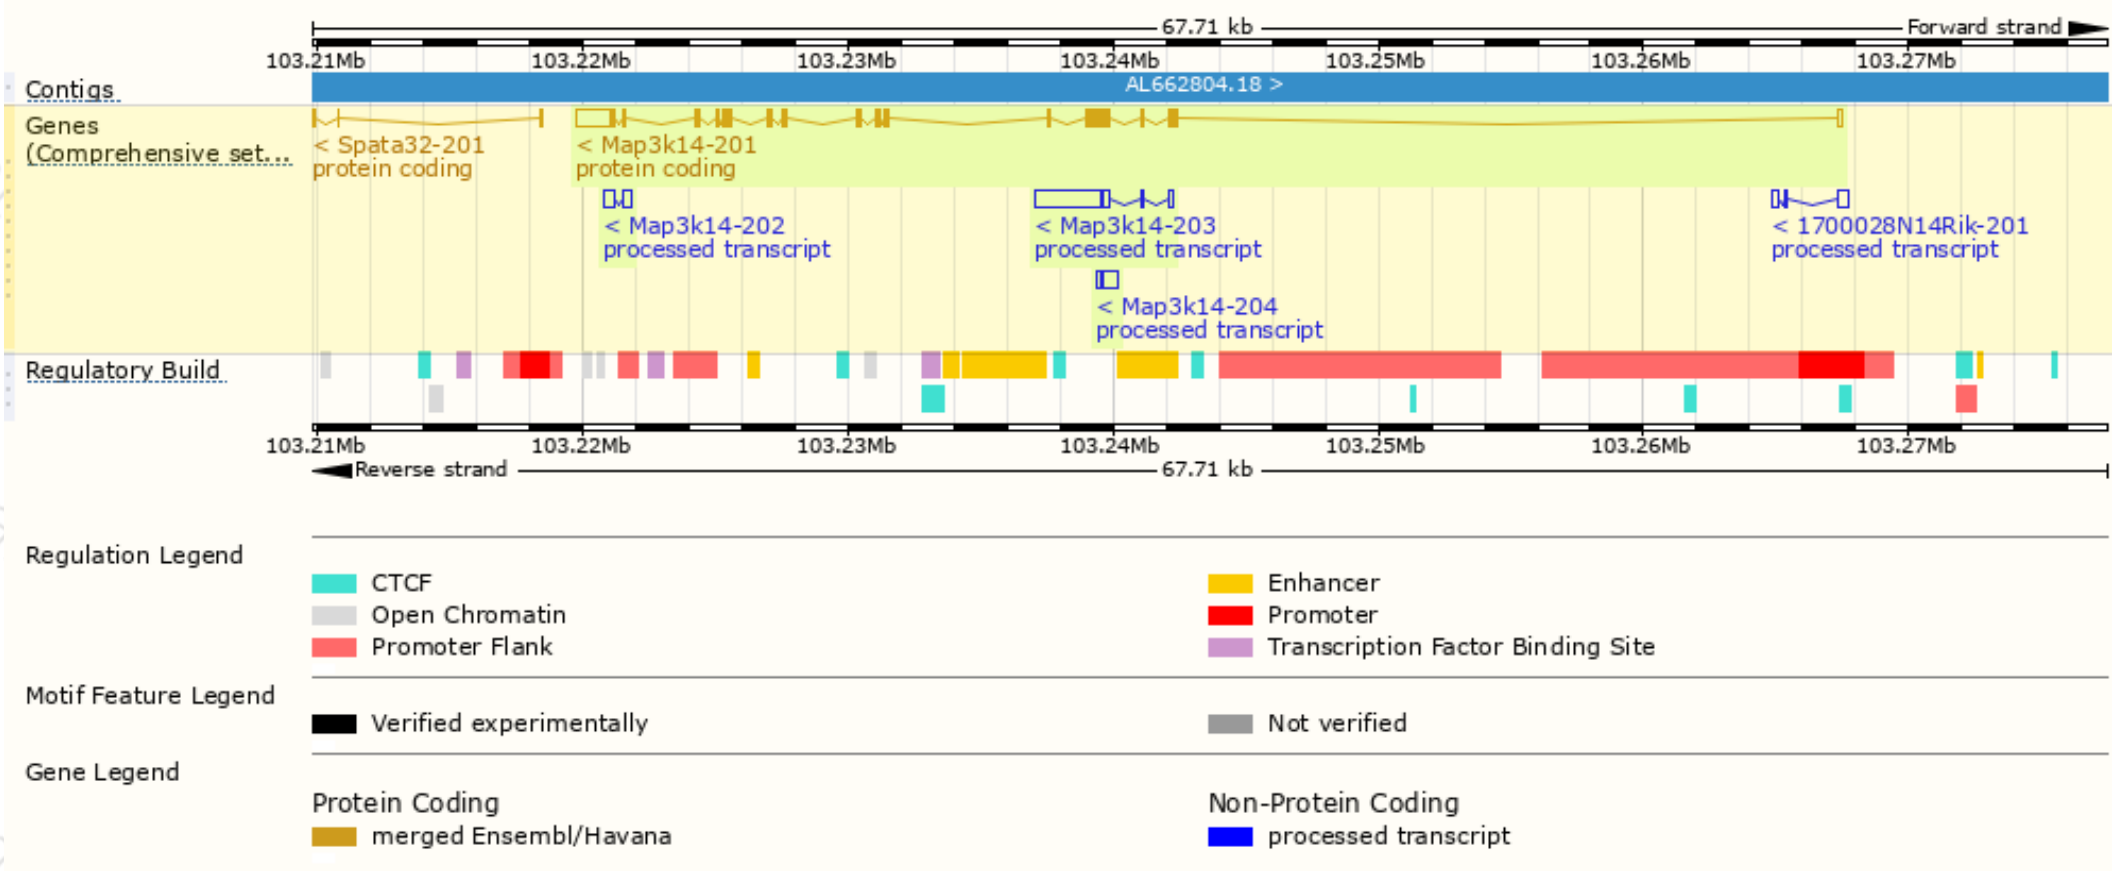 67.71 kb Forward strand
103.21Mb 103.22Mb 103.23Mb 103.24Mb 103.25Mb 103.26Mb 103.27Mb
Contigs AL662804.18 >
Genes
(Comprehensive set...
< Spata32-201 < Map3k14-201
protein coding protein coding
< Map3k14-202 < Map3k14-203 < 1700028N14Rik-201
processed transcript processed transcript processed transcript
< Map3k14-204
processed transcript
Regulatory Build
103.21Mb 103.22Mb 103.23Mb 103.24Mb 103.25Mb 103.26Mb 103.27Mb
Reverse strand 67.71 kb
Regulation Legend
CTCF Enhancer
Open Chromatin Promoter
Promoter Flank Transcription Factor Binding Site
Motif Feature Legend
Verified experimentally Not verified
Gene Legend
Protein Coding Non-Protein Coding
merged Ensembl/Havana processed transcript